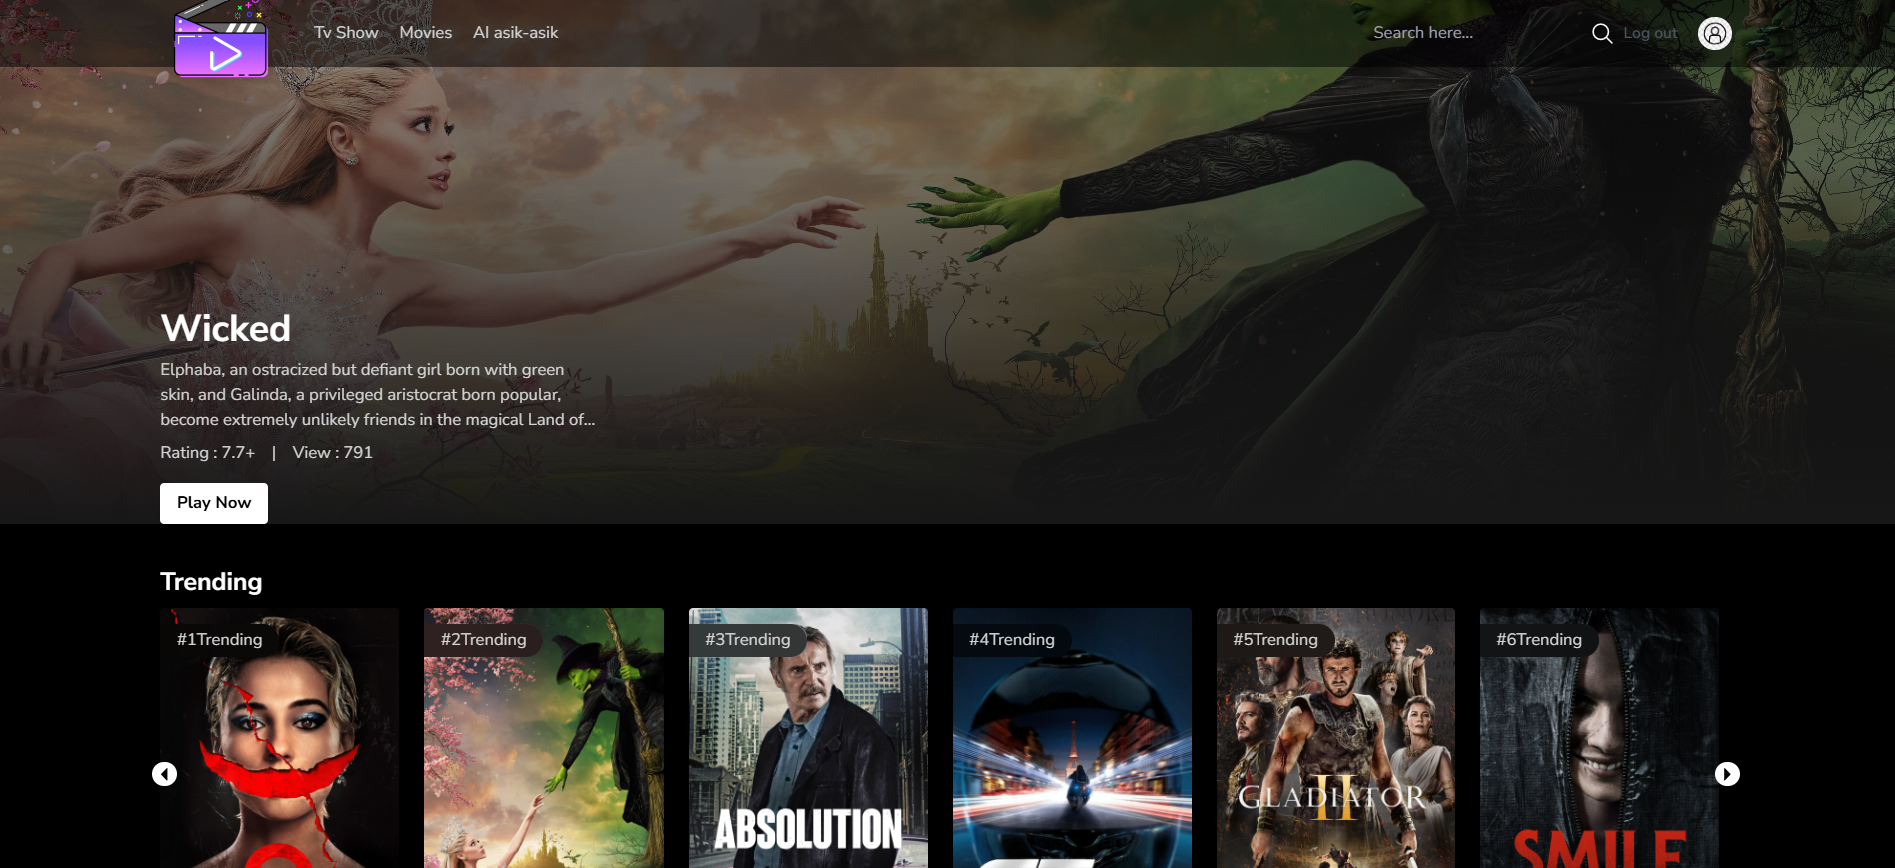 Tv Show Movies AI asik-asik Search here... Log out
Wicked
Elphaba, an ostracized but defiant girl born with green
skin, and Galinda, a privileged aristocrat born popular,
become extremely unlikely friends in the magical Land of...
Rating : 7.7+ | View : 791
Play Now
Trending
#1Trending
#2Trending
#3Trending
#4Trending
#5Trending
#6Trending
ABSOLUTION
GLADIATOR
II
SMILE